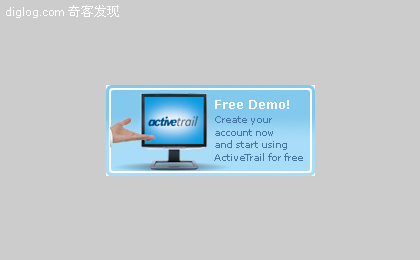 diglog.com 奇客发现
Free Demo!
activetrail
Create your
account now
and start using
ActiveTrail for free